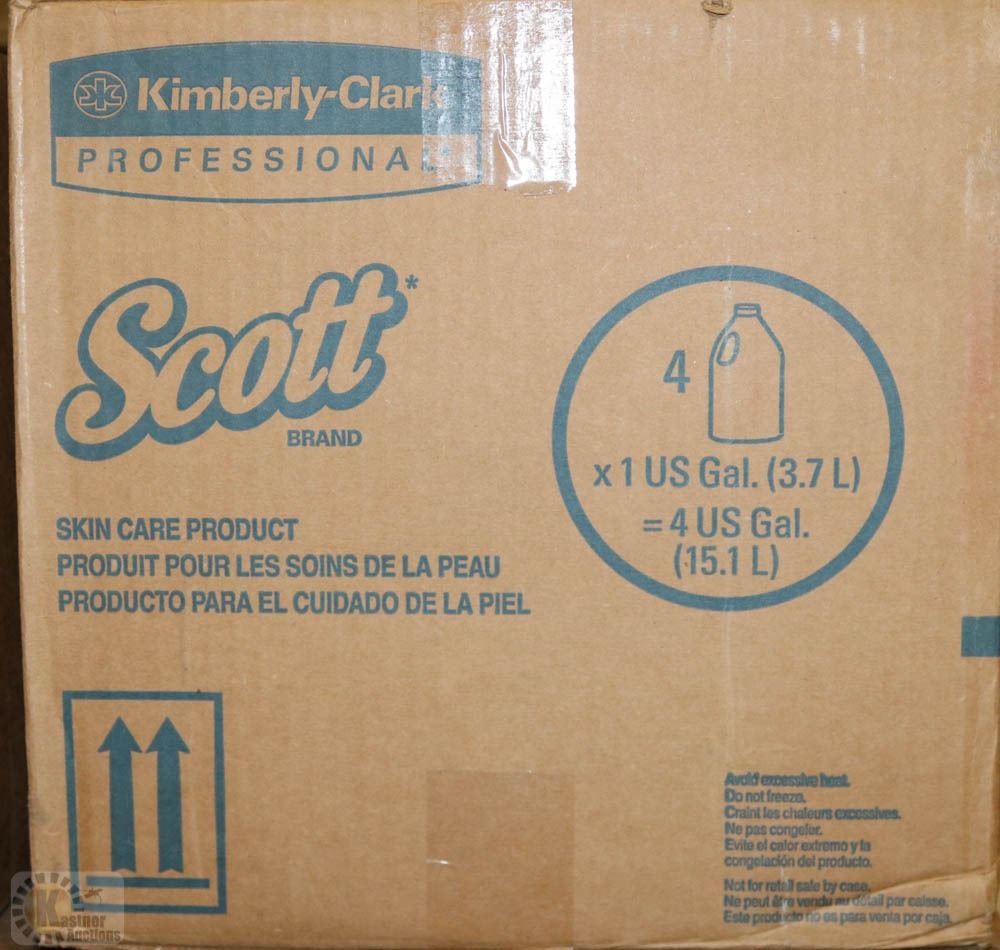 Kimberly-Clark
PROFESSIONAL
Scott*
BRAND
4
x 1 US Gal. (3.7 L)
= 4 US Gal.
(15.1 L)
SKIN CARE PRODUCT
PRODUIT POUR LES SOINS DE LA PEAU
PRODUCTO PARA EL CUIDADO DE LA PIEL
Avoid excessive heat.
Do not freeze.
Craint les chaleurs excessives.
Ne pas congeler.
Evite el calor extremo y la
congelación del producto.
Not for retail sale by case.
Ne peut être vendu au détail par caisse.
Este producto no es para venta por caja.
Kastner
Auctions